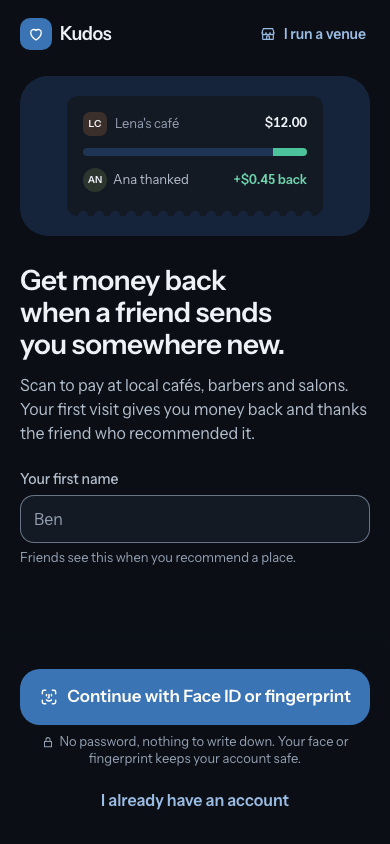 Kudos
I run a venue
LC Lena's café $12.00
AN Ana thanked +$0.45 back
Get money back
when a friend sends
you somewhere new.
Scan to pay at local cafés, barbers and salons.
Your first visit gives you money back and thanks
the friend who recommended it.
Your first name
Ben
Friends see this when you recommend a place.
Continue with Face ID or fingerprint
No password, nothing to write down. Your face or
fingerprint keeps your account safe.
I already have an account